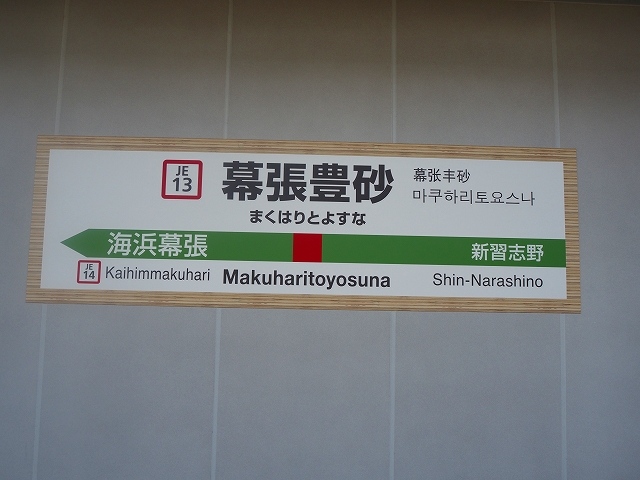 JE
13
幕張豊砂
幕张丰砂
마쿠하리토요스나
まくはりとよすな
海浜幕張
新習志野
JE
14
Kaihimmakuhari
Makuharitoyosuna
Shin-Narashino